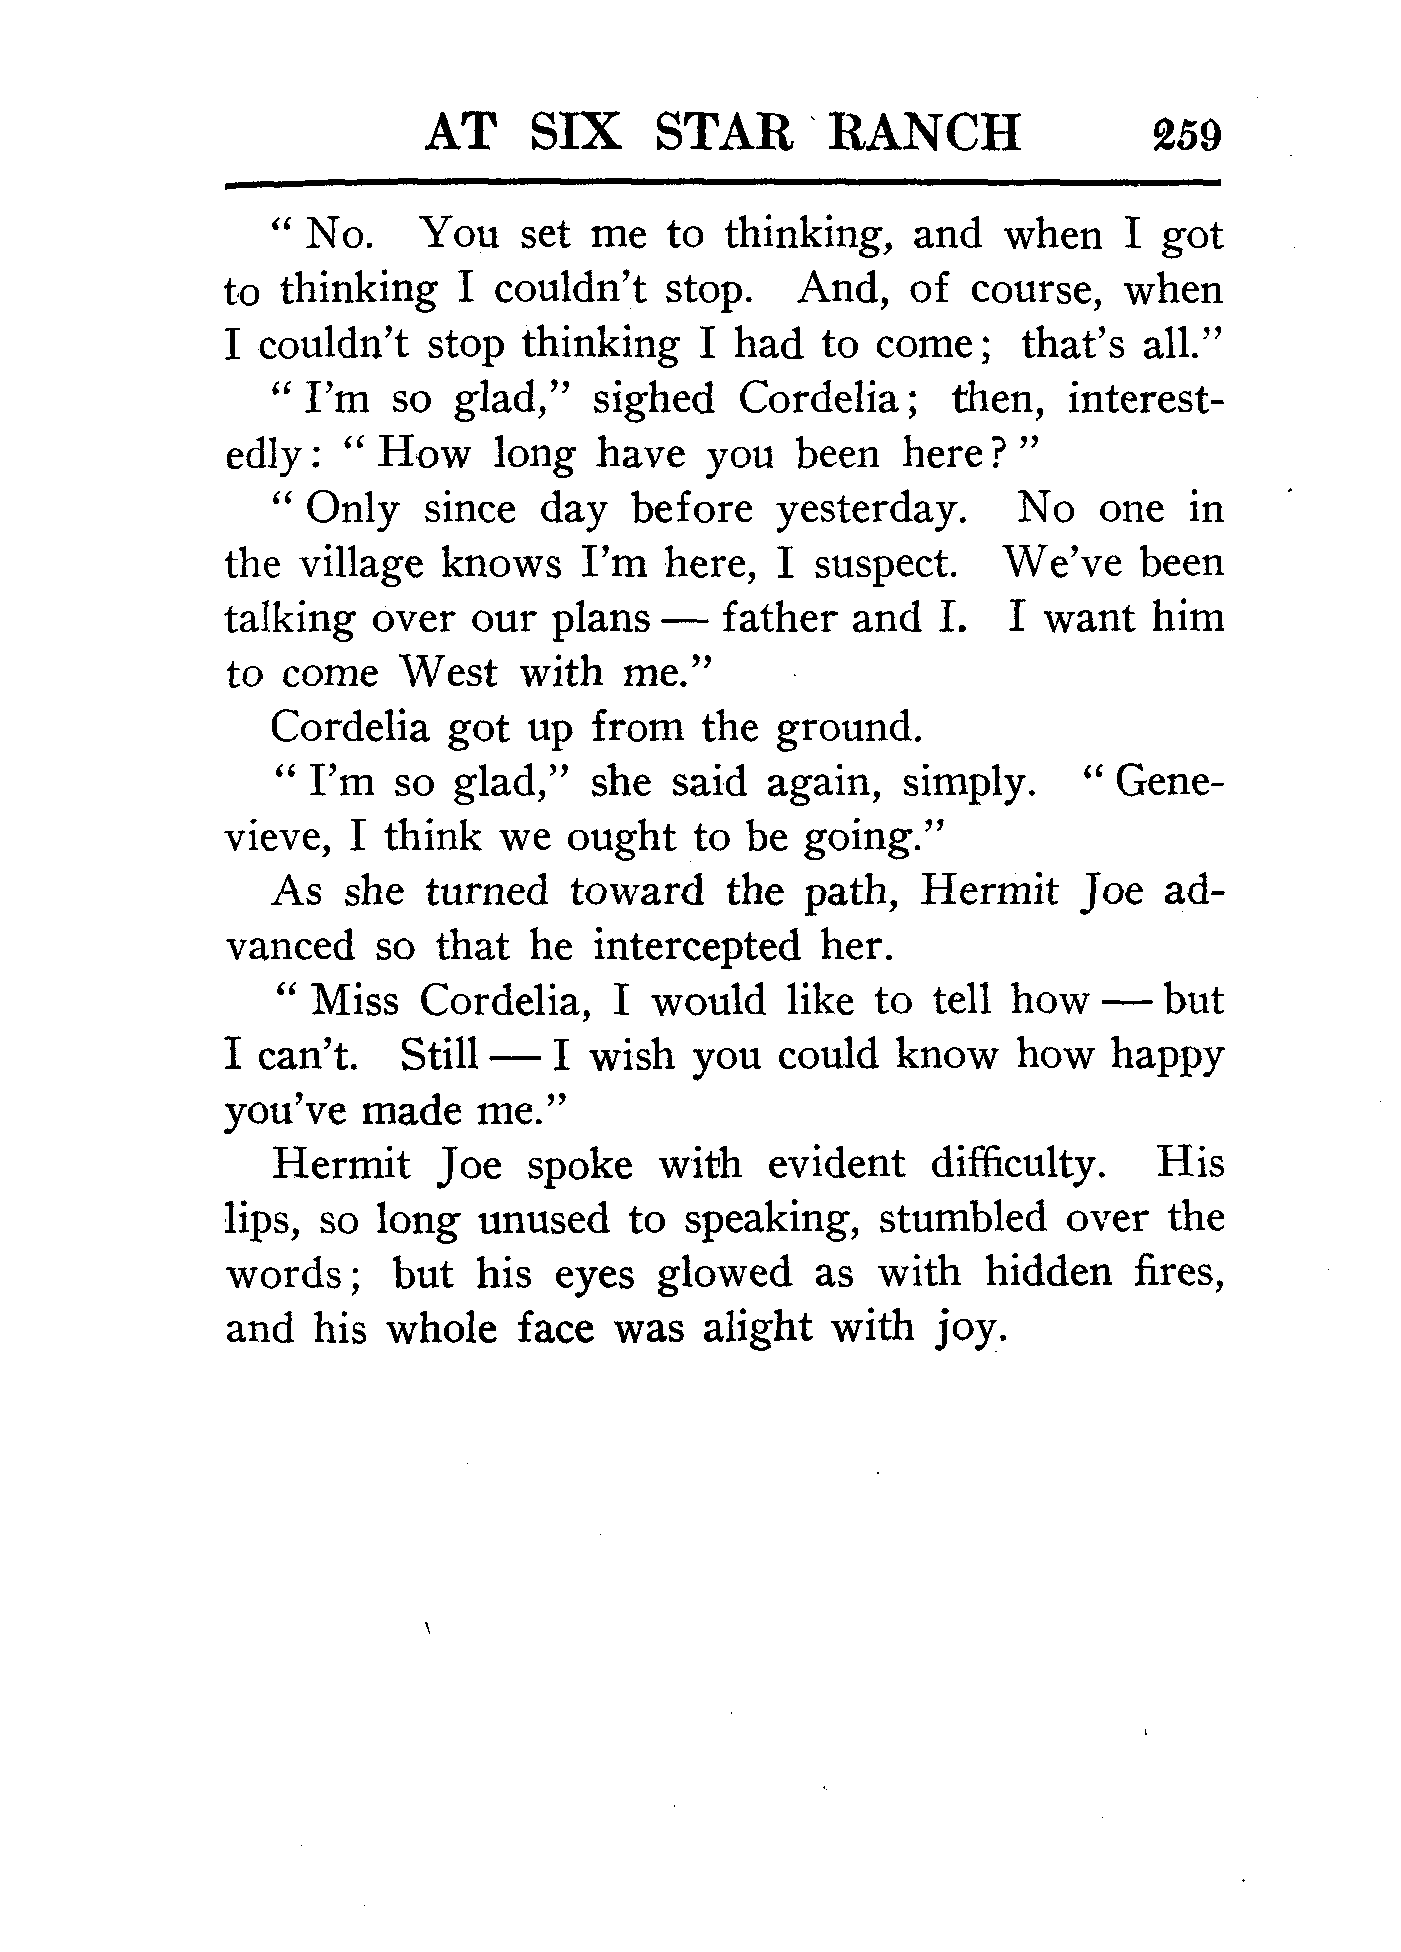 AT SIX STAR RANCH 259
" No. You set me to thinking, and when I got
to thinking I couldn't stop. And, of course, when
I couldn't stop thinking I had to come; that's all."
" I'm so glad," sighed Cordelia; then, interest-
edly: " How long have you been here? "
" Only since day before yesterday. No one in
the village knows I'm here, I suspect. We've been
talking over our plans — father and I. I want him
to come West with me."
Cordelia got up from the ground.
" I'm so glad," she said again, simply. " Gene-
vieve, I think we ought to be going."
As she turned toward the path, Hermit Joe ad-
vanced so that he intercepted her.
" Miss Cordelia, I would like to tell how — but
I can't. Still — I wish you could know how happy
you've made me."
Hermit Joe spoke with evident difficulty. His
lips, so long unused to speaking, stumbled over the
words; but his eyes glowed as with hidden fires,
and his whole face was alight with joy.